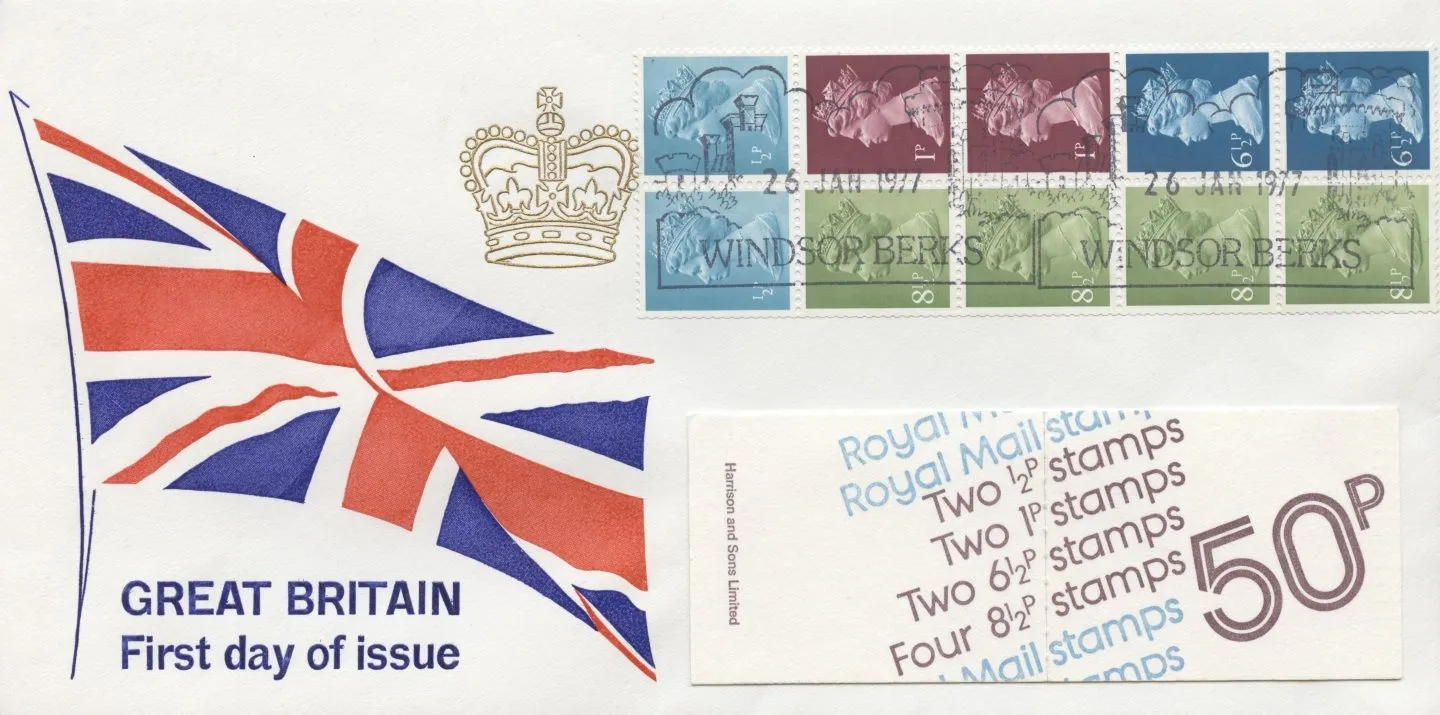 1P
1P
6½P
6½P
½P
26 JAN 1977
26 JAN 1977
WINDSOR BERKS
WINDSOR BERKS
½P
8½P
8½P
8½P
8½P
GREAT BRITAIN
First day of issue
Harrison and Sons Limited
Royal M
Royal Mail stamp
Two ½P stamps
Two 1P stamps
Two 6½P stamps
Four 8½P stamps
l Mail stamps
amps
50P